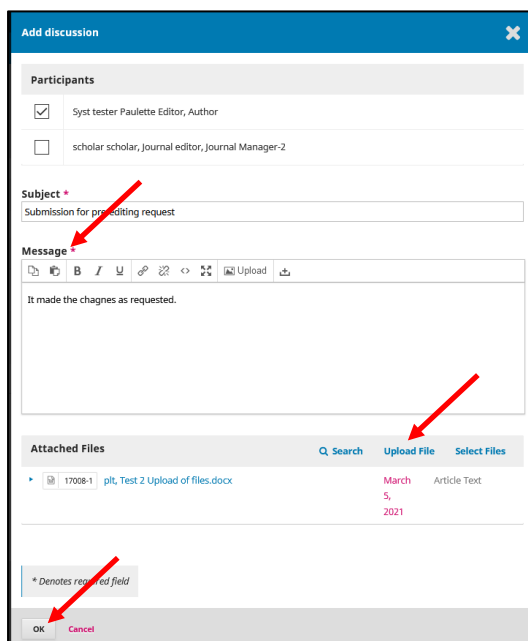 Add discussion
Participants
Syst tester Paulette Editor, Author
scholar scholar, Journal editor, Journal Manager-2
Subject *
Submission for pre editing request
Message *
B I U Upload
It made the chagnes as requested.
Attached Files Search Upload File Select Files
17008-1 plt, Test 2 Upload of files.docx March Article Text
5,
2021
* Denotes required field
OK Cancel